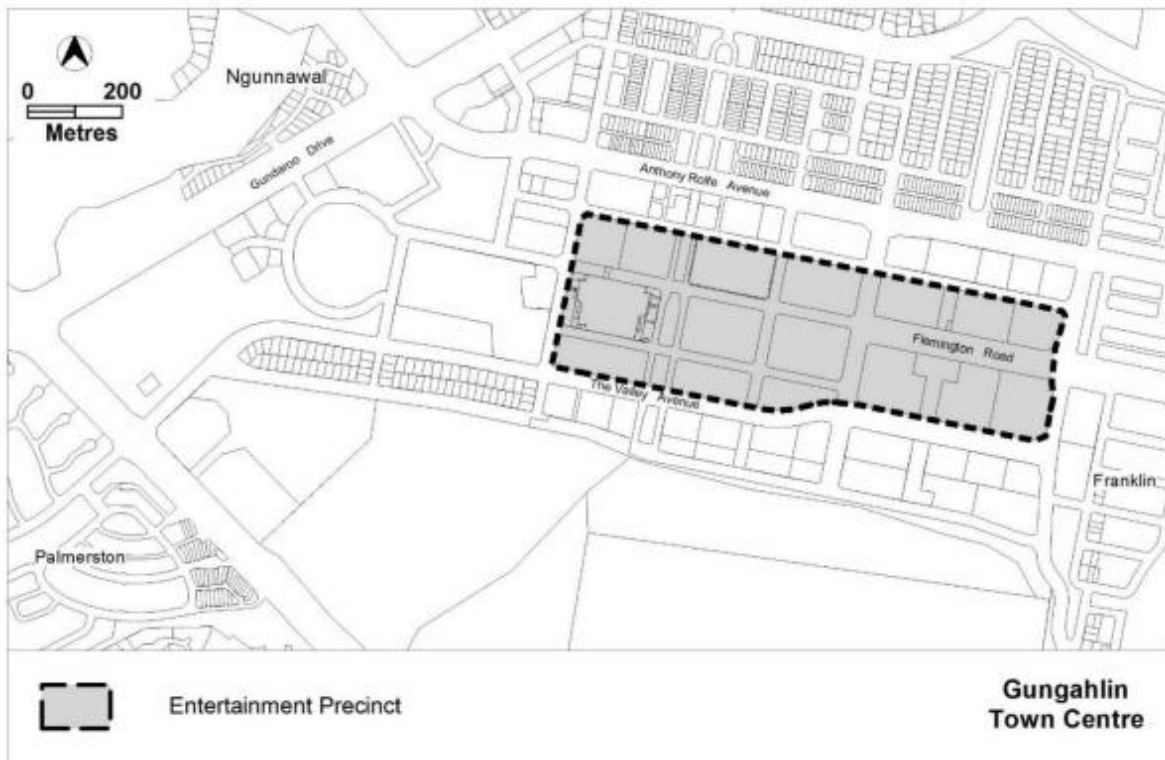 Ngunnawal
0 200
Metres
Gundaroo Drive
Anthony Rolfe Avenue
Flemington Road
The Valley Avenue
Franklin
Palmerston
Entertainment Precinct
Gungahlin
Town Centre